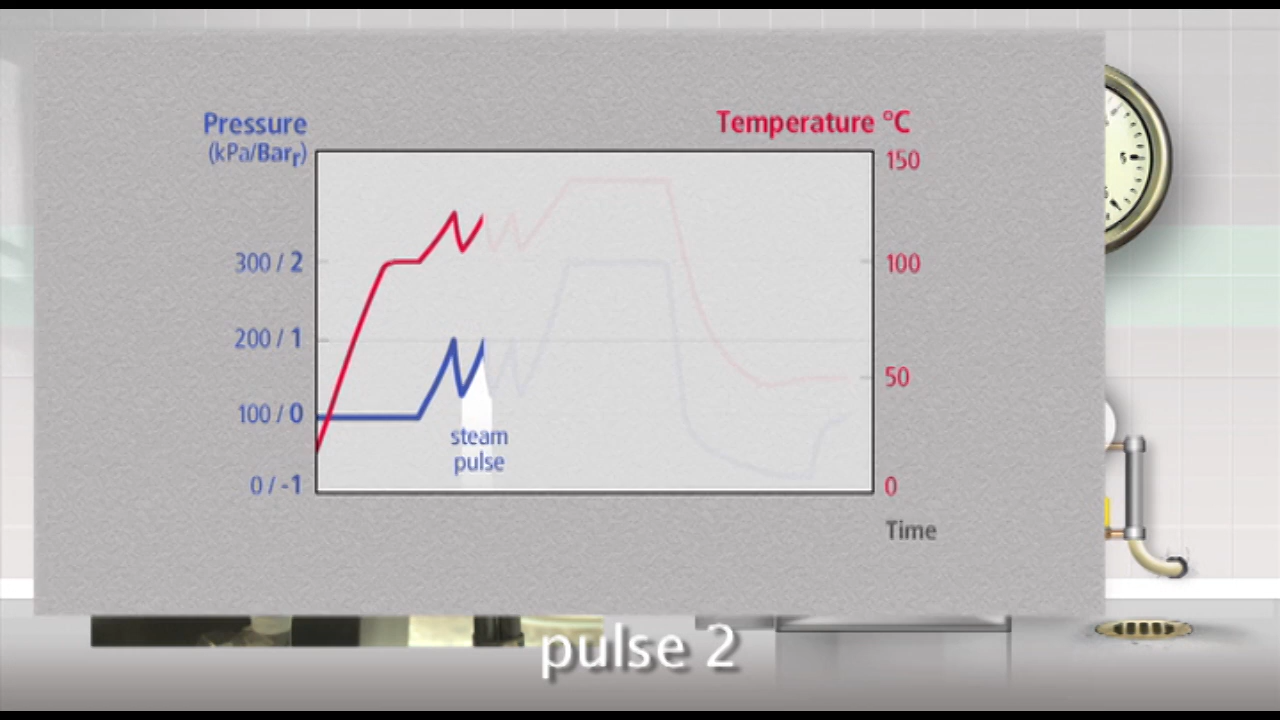 Pressure
(kPa/Barr)
Temperature °C
150
300 / 2
100
200 / 1
50
100 / 0
steam
pulse
0 / -1
0
Time
pulse 2